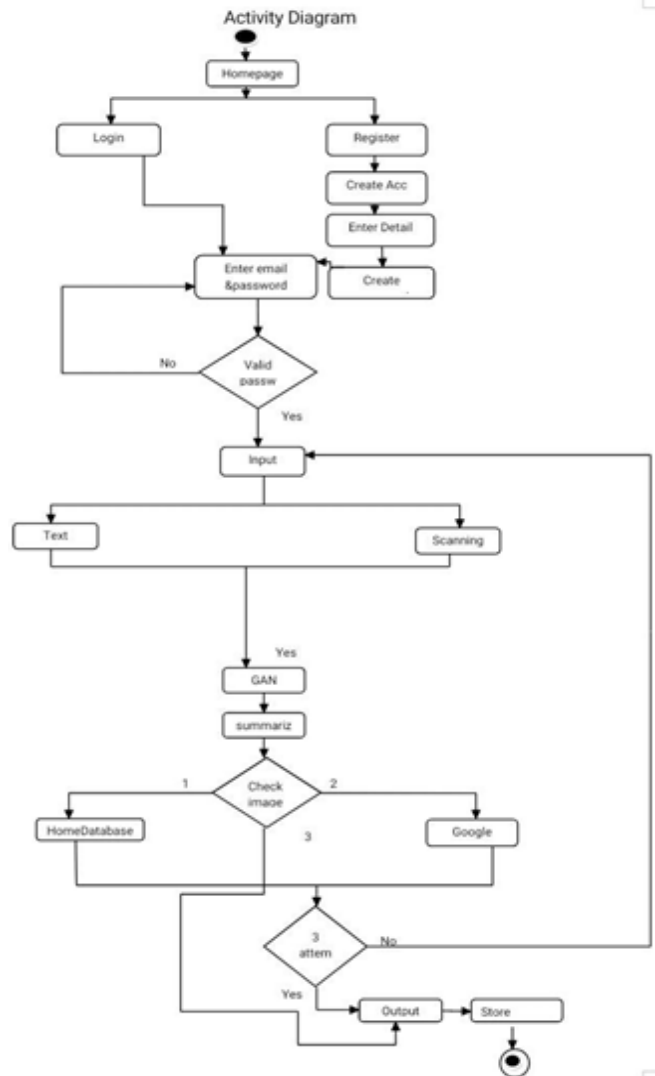 Activity Diagram
Homepage
Login
Register
Create Acc
Enter Detail
Enter email
&password
Create
No
Valid
passw
Yes
Input
Text
Scanning
Yes
GAN
summariz
1
Check
image
2
HomeDatabase
3
Google
3
attem
No
Yes
Output
Store